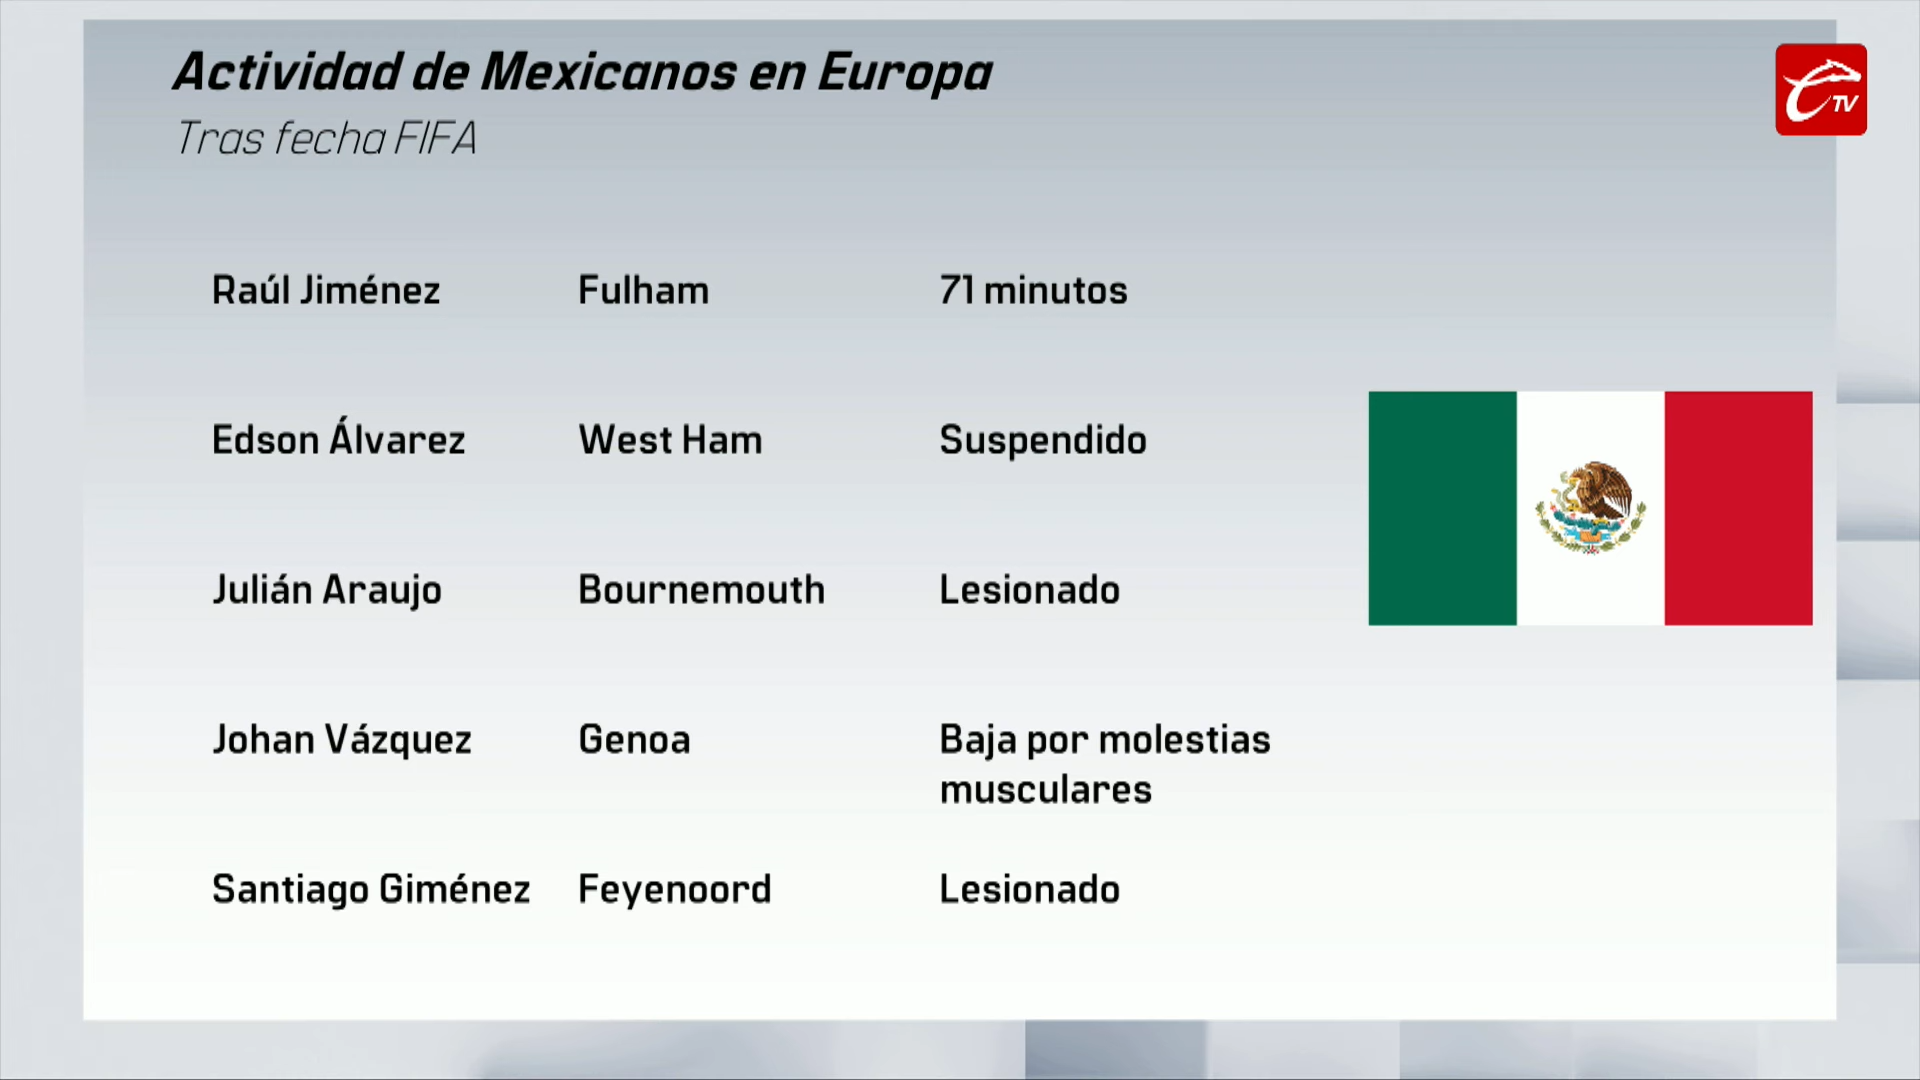 Actividad de Mexicanos en Europa
Tras fecha FIFA
TV
Raúl Jiménez Fulham 71 minutos
Edson Álvarez West Ham Suspendido
Julián Araujo Bournemouth Lesionado
Johan Vázquez Genoa Baja por molestias
musculares
Santiago Giménez Feyenoord Lesionado